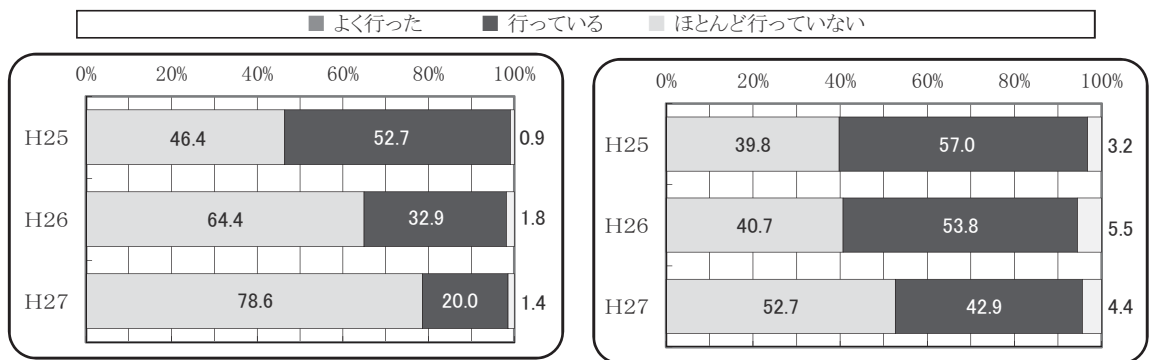 よく行った 行っている ほとんど行っていない
0% 20% 40% 60% 80% 100%
H25 46.4 52.7 0.9
H26 64.4 32.9 1.8
H27 78.6 20.0 1.4
0% 20% 40% 60% 80% 100%
H25 39.8 57.0 3.2
H26 40.7 53.8 5.5
H27 52.7 42.9 4.4